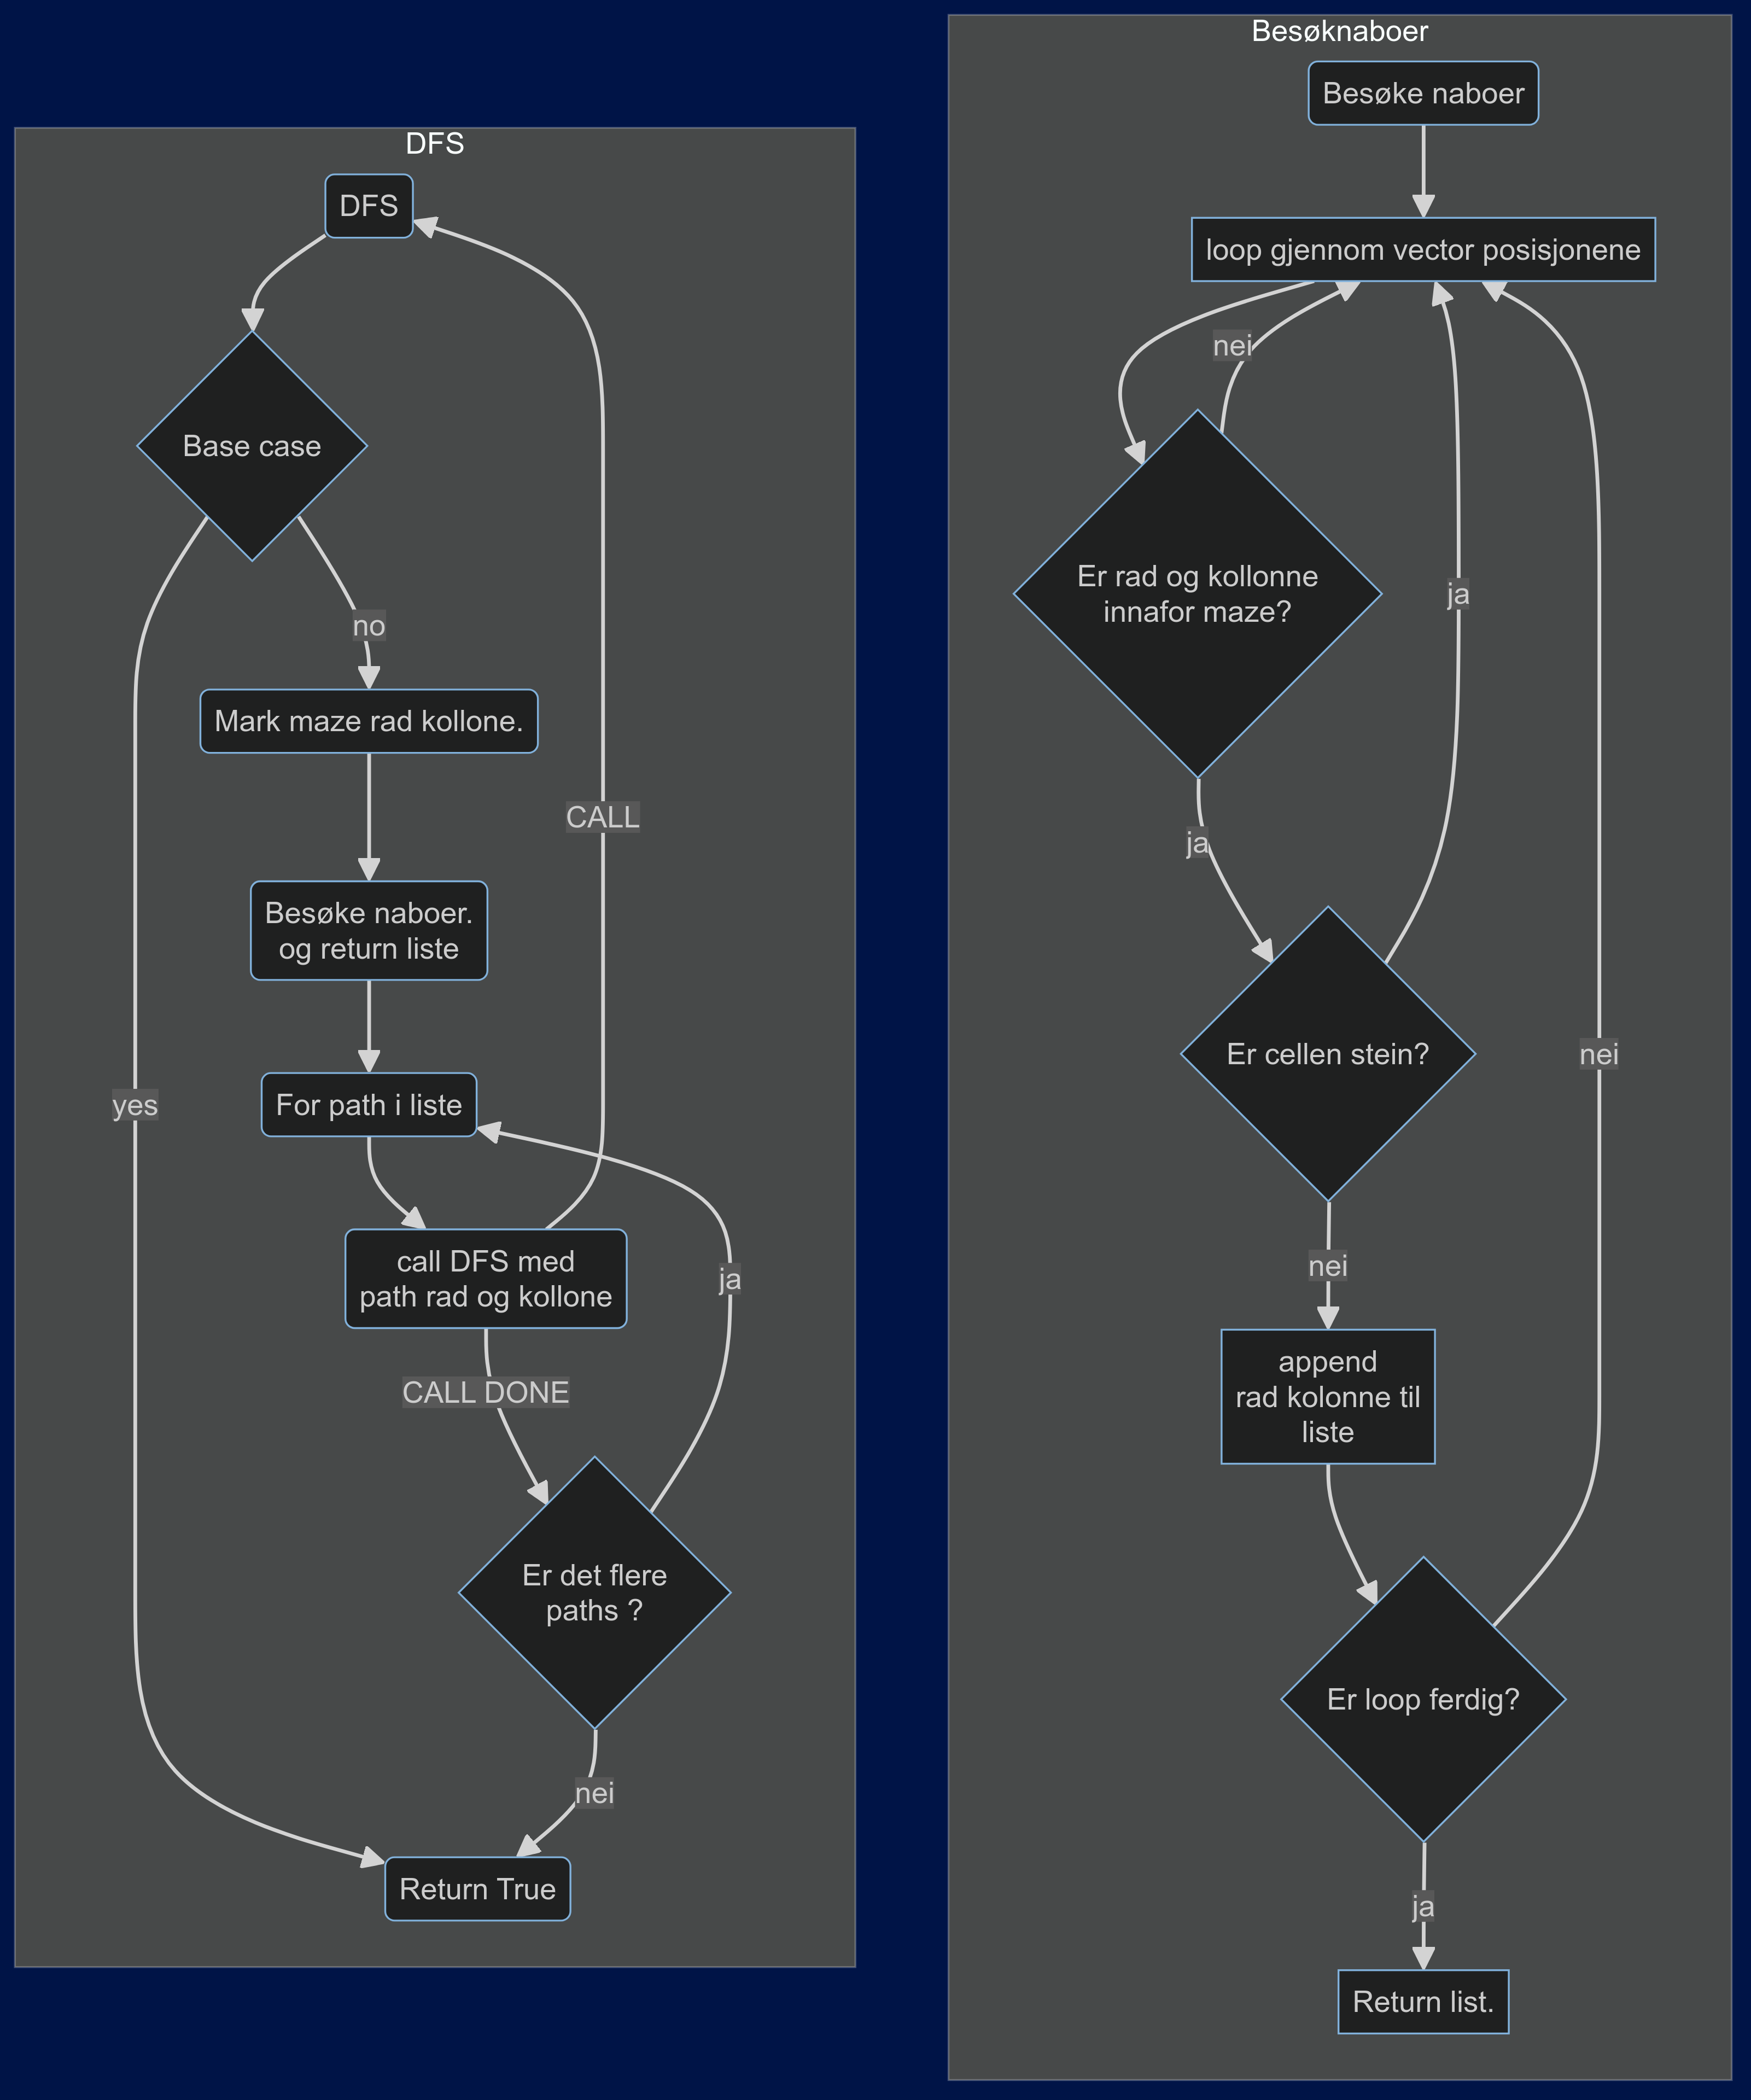 DFS
DFS
Base case
no
Mark maze rad kollone.
CALL
Besøke naboer.
og return liste
yes
For path i liste
call DFS med
path rad og kollone
ja
CALL DONE
Er det flere
paths ?
nei
Return True
Besøknaboer
Besøke naboer
loop gjennom vector posisjonene
nei
Er rad og kollonne
innafor maze?
ja
ja
Er cellen stein?
nei
nei
append
rad kolonne til
liste
Er loop ferdig?
ja
Return list.